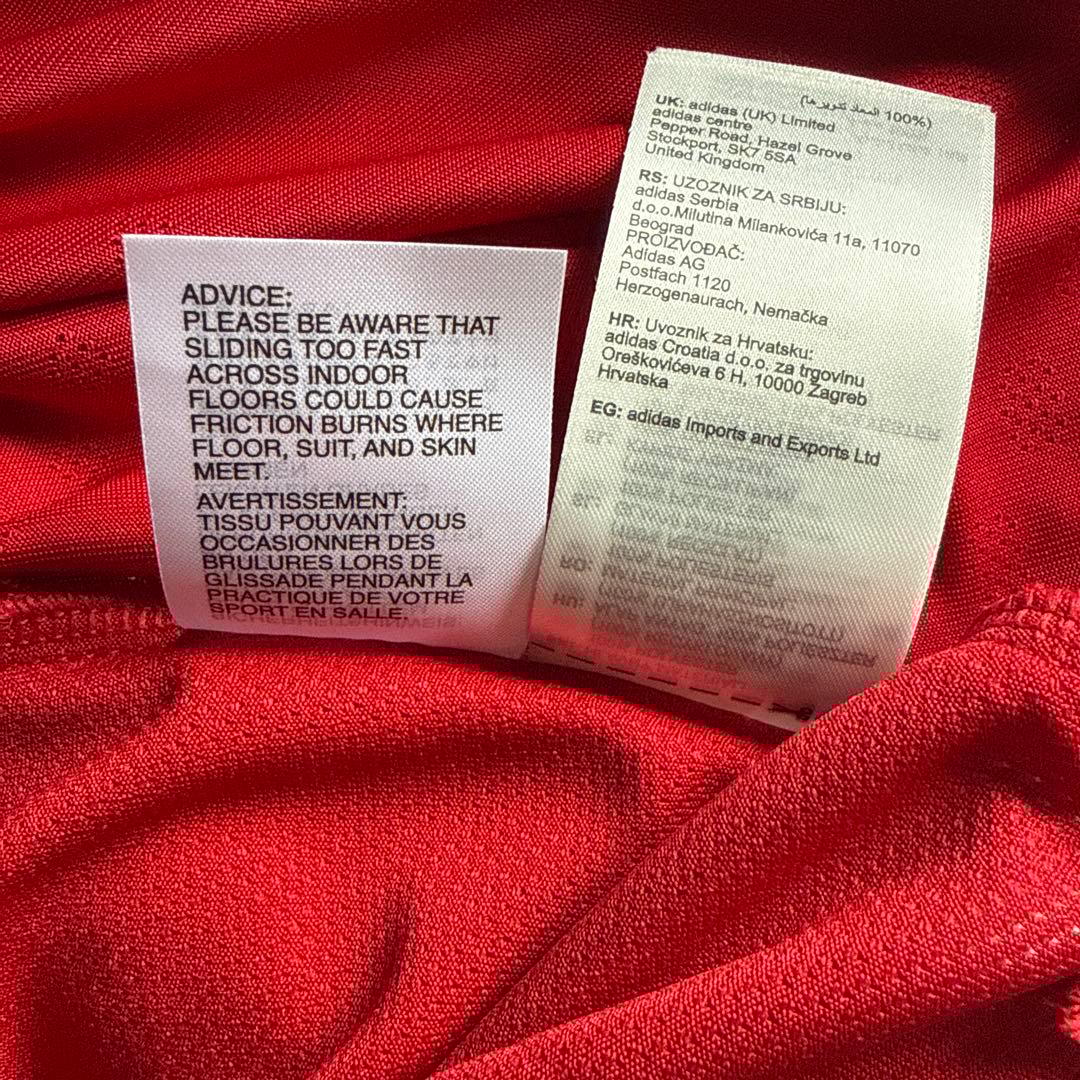 ADVICE:
PLEASE BE AWARE THAT
SLIDING TOO FAST
ACROSS INDOOR
FLOORS COULD CAUSE
FRICTION BURNS WHERE
FLOOR, SUIT, AND SKIN
MEET.
AVERTISSEMENT:
TISSU POUVANT VOUS
OCCASIONNER DES
BRULURES LORS DE
GLISSADE PENDANT LA
PRACTIQUE DE VOTRE
SPORT EN SALLE.
(100%
UK: adidas (UK) Limited
adidas centre
Pepper Road, Hazel Grove
Stockport, SK7 5SA
United Kingdom
RS: UZOZNIK ZA SRBIJU:
adidas Serbia
d.o.o.Milutina Milankovića 11a, 11070
Beograd
PROIZVOĐAČ:
Adidas AG
Postfach 1120
Herzogenaurach, Nemačka
HR: Uvoznik za Hrvatsku:
adidas Croatia d.o.o. za trgovinu
Oreškovićeva 6 H, 10000 Zagreb
Hrvatska
EG: adidas Imports and Exports Ltd